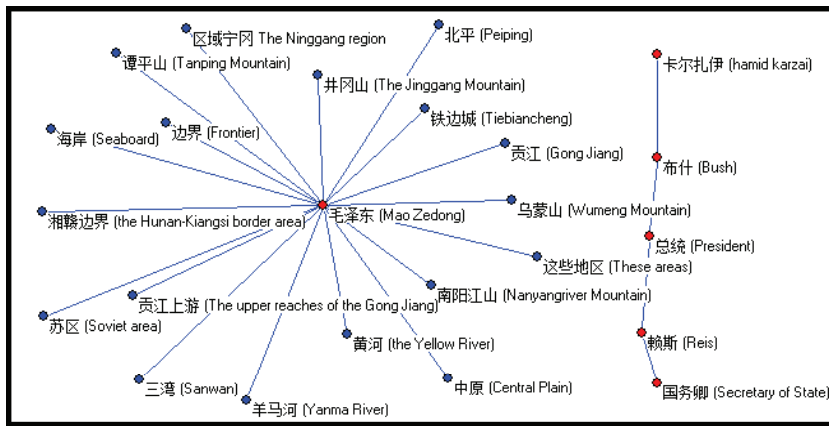 区域宁冈 The Ninggang region
北平 (Peiping)
谭平山 (Tanping Mountain)
卡尔扎伊 (hamid karzai)
井冈山 (The Jinggang Mountain)
铁边城 (Tiebiancheng)
海岸 (Seaboard)
边界 (Frontier)
贡江 (Gong Jiang)
布什 (Bush)
湘赣边界 (the Hunan-Kiangsi border area)
毛泽东 (Mao Zedong)
乌蒙山 (Wumeng Mountain)
总统 (President)
这些地区 (These areas)
贡江上游 (The upper reaches of the Gong Jiang)
南阳江山 (Nanyangriver Mountain)
苏区 (Soviet area)
黄河 (the Yellow River)
赖斯 (Reis)
三湾 (Sanwan)
中原 (Central Plain)
国务卿 (Secretary of State)
羊马河 (Yanma River)